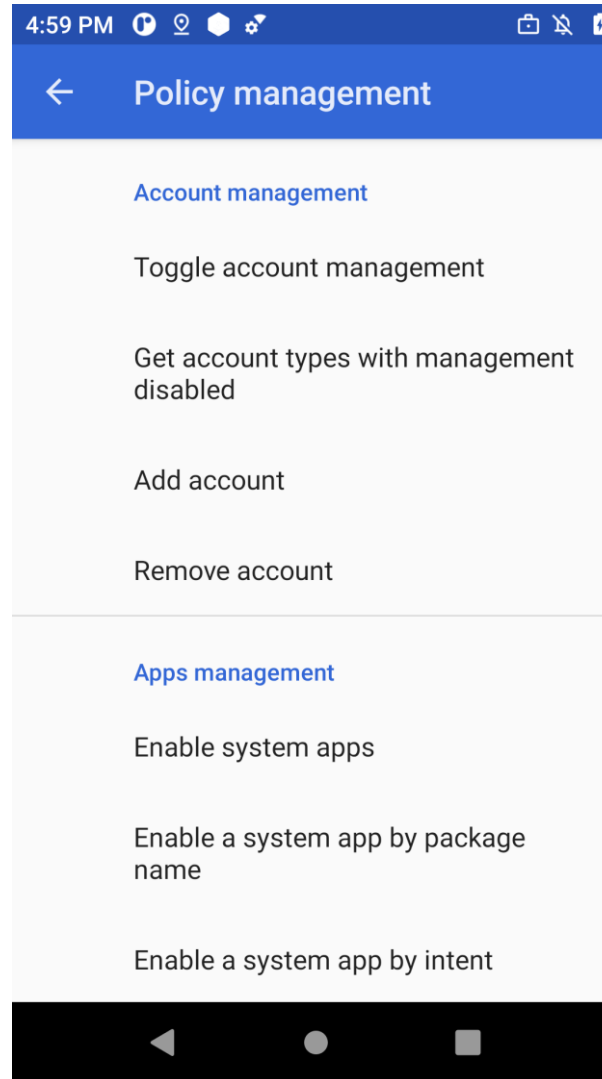 4:59 PM
Policy management
Account management
Toggle account management
Get account types with management
disabled
Add account
Remove account
Apps management
Enable system apps
Enable a system app by package
name
Enable a system app by intent